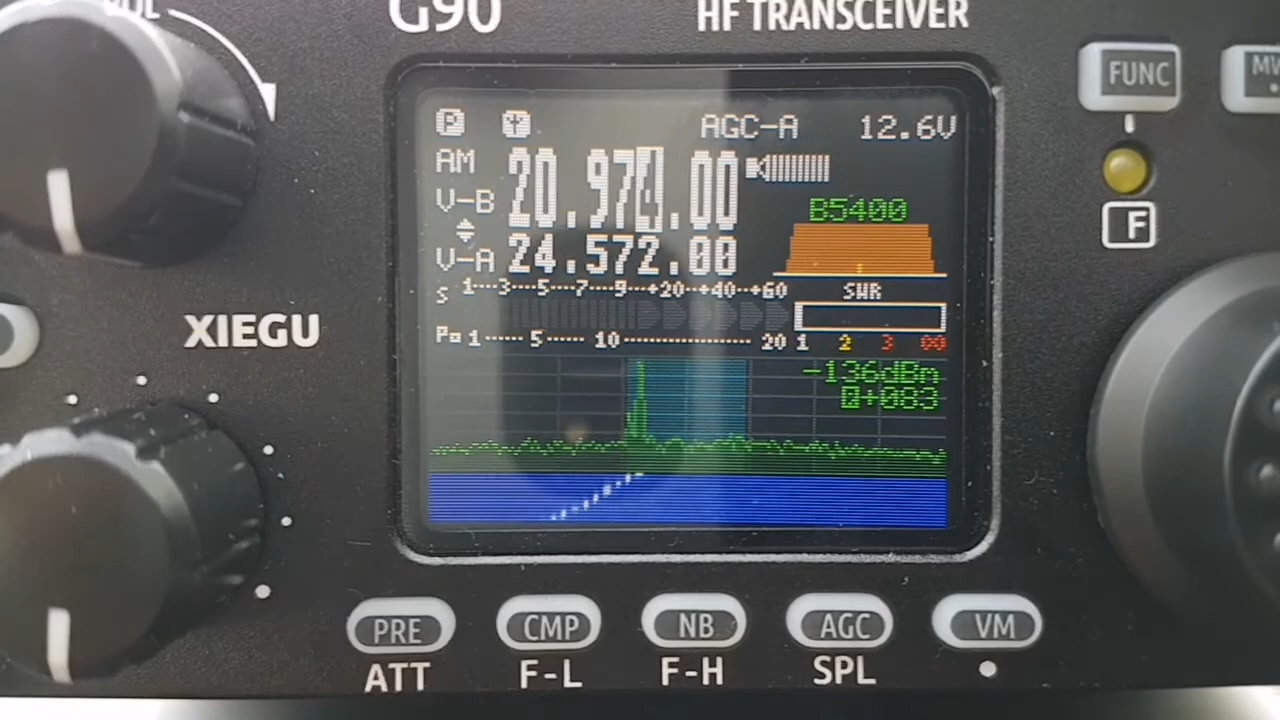 VOL G90 HF TRANSCEIVER
FUNC
P AGC-A 12.6V
AM 20.974.00
V-B B5400
V-A 24.572.00
S 1 3 5 7 9 +20 +40 +60 SWR
Po 1 5 10 20 1 2 3 00
-136dBm
0+083
F
XIEGU
PRE CMP NB AGC VM
ATT F-L F-H SPL